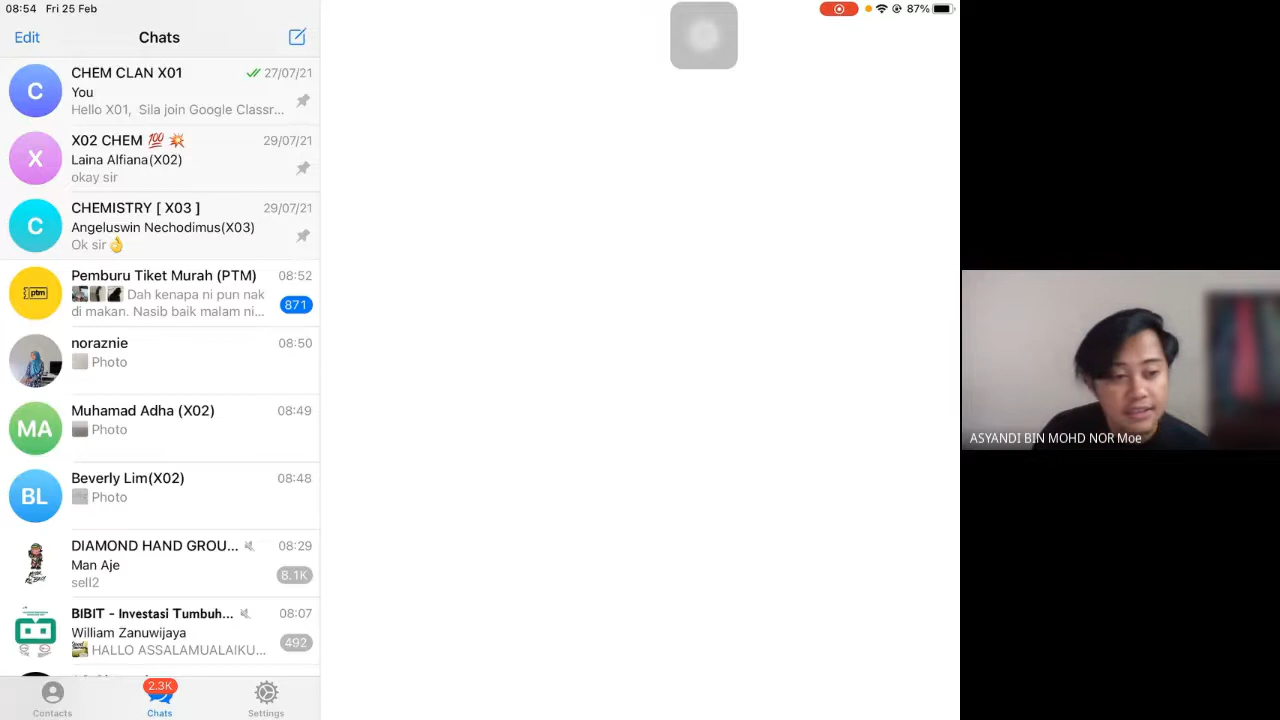 08:54 Fri 25 Feb
87%
Edit
Chats
CHEM CLAN X01
27/07/21
You
Hello X01, Sila join Google Classr...
C
X02 CHEM 💯 💥
29/07/21
Laina Alfiana(X02)
okay sir
X
CHEMISTRY [ X03 ]
29/07/21
Angeluswin Nechodimus(X03)
Ok sir👌
C
Pemburu Tiket Murah (PTM)
08:52
Dah kenapa ni pun nak
di makan. Nasib baik malam ni...
871
ptm
noraznie
08:50
Photo
Muhamad Adha (X02)
08:49
Photo
MA
Beverly Lim(X02)
08:48
Photo
BL
DIAMOND HAND GROU...
08:29
Man Aje
sell2
8.1K
BIBIT - Investasi Tumbuh...
08:07
William Zanuwijaya
HALLO ASSALAMUALAIKU...
492
2.3K
Contacts
Chats
Settings
ASYANDI BIN MOHD NOR Moe